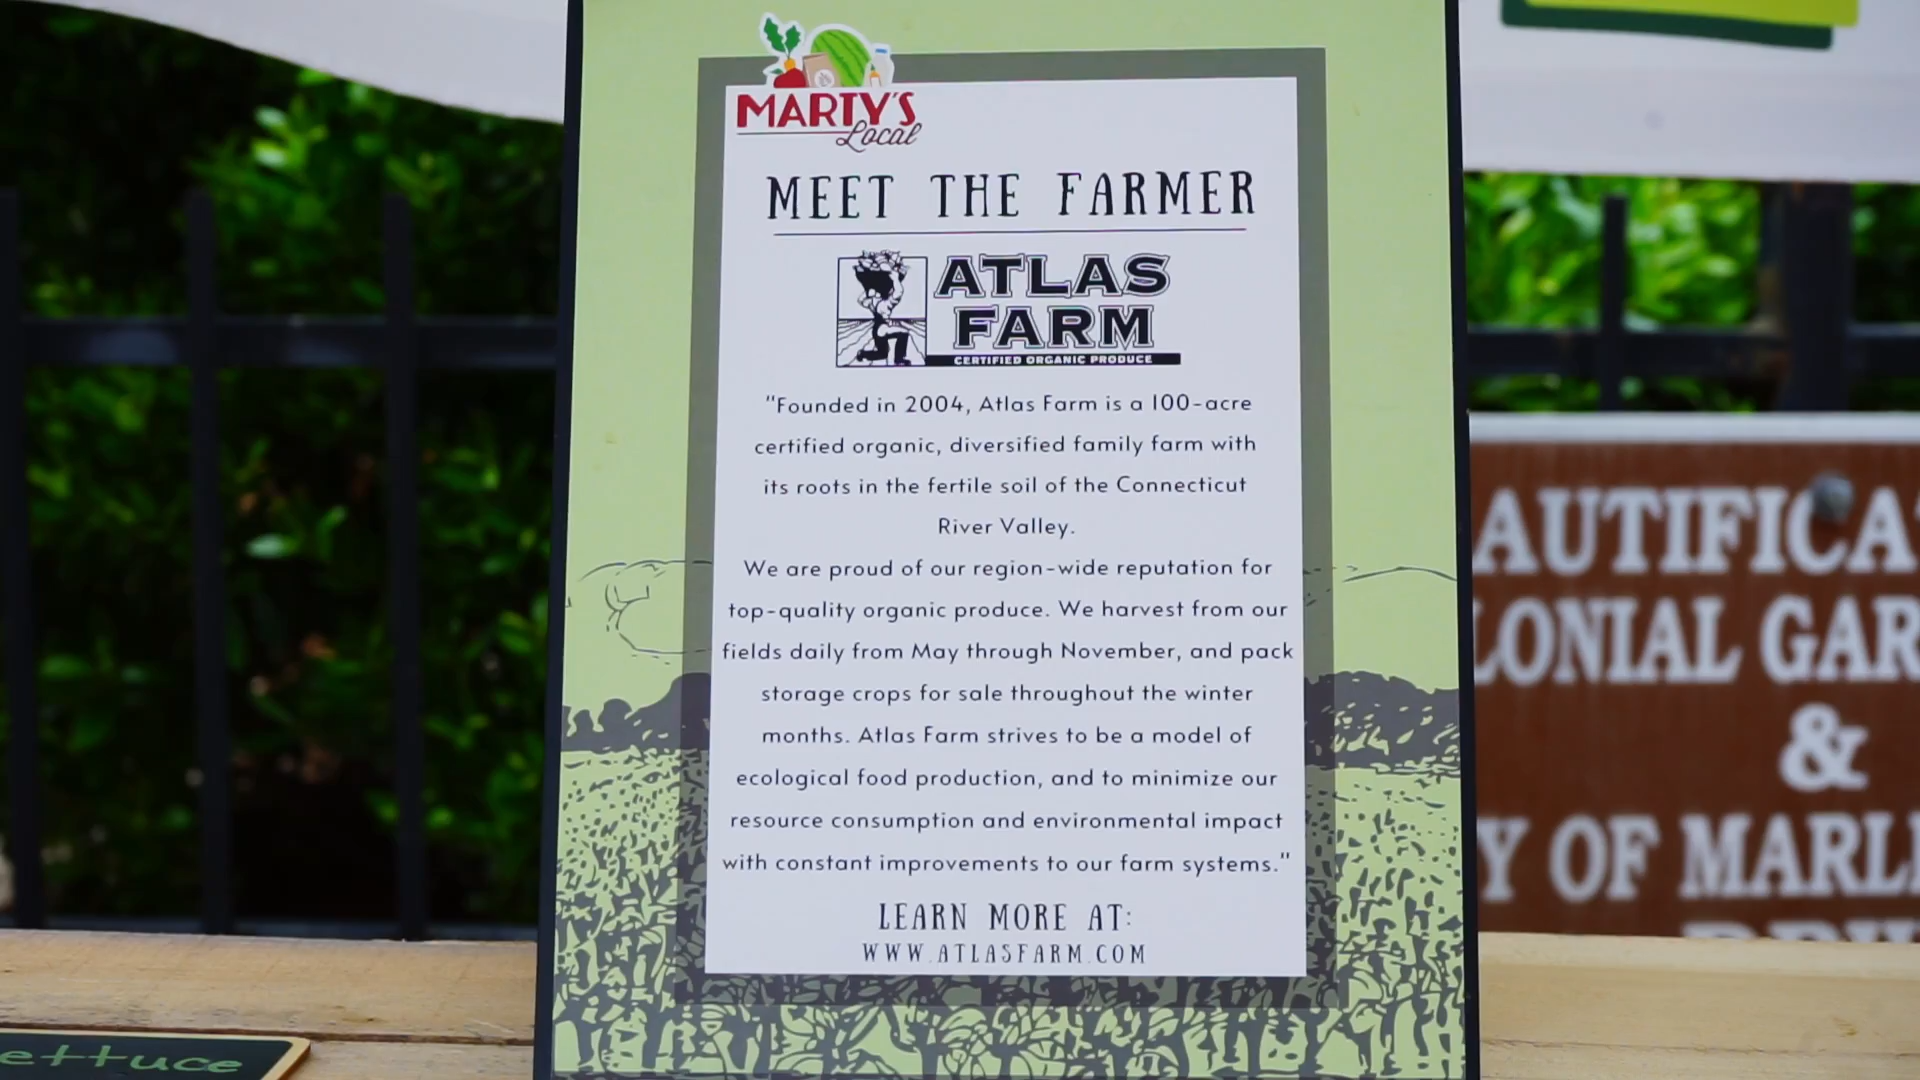 MARTY'S
Local
MEET THE FARMER
ATLAS
FARM
CERTIFIED ORGANIC PRODUCE
"Founded in 2004, Atlas Farm is a 100-acre
certified organic, diversified family farm with
its roots in the fertile soil of the Connecticut
River Valley.
We are proud of our region-wide reputation for
top-quality organic produce. We harvest from our
fields daily from May through November, and pack
storage crops for sale throughout the winter
months. Atlas Farm strives to be a model of
ecological food production, and to minimize our
resource consumption and environmental impact
with constant improvements to our farm systems."
LEARN MORE AT:
WWW.ATLASFARM.COM
AUTIFICA
LONIAL GAR
&
Y OF MARL
ettuce